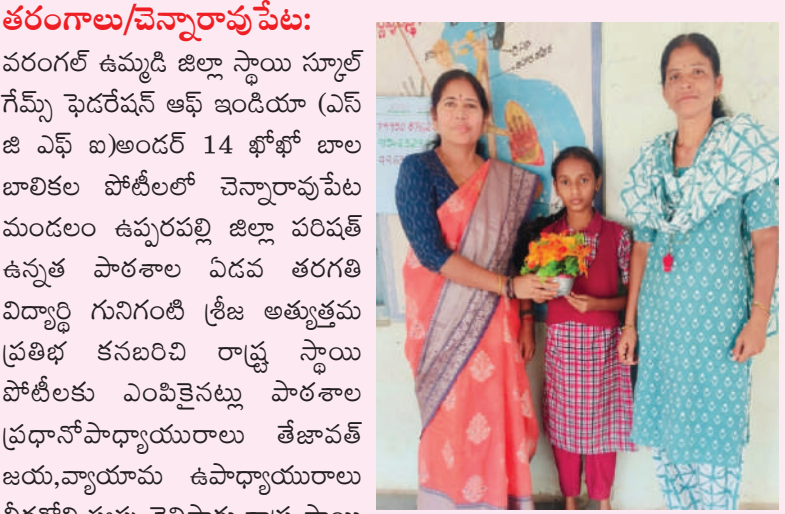 తరంగాలు/చెన్నారావుపేట:
వరంగల్ ఉమ్మడి జిల్లా స్థాయి స్కూల్
గేమ్స్ ఫెడరేషన్ ఆఫ్ ఇండియా (ఎస్
జి ఎఫ్ ఐ)అండర్ 14 ఖోఖో బాల
బాలికల పోటీలలో చెన్నారావుపేట
మండలం ఉప్పరపల్లి జిల్లా పరిషత్
ఉన్నత పాఠశాల ఏడవ తరగతి
విద్యార్థి గునిగంటి శ్రీజ అత్యుత్తమ
ప్రతిభ కనబరిచి రాష్ట్ర స్థాయి
పోటీలకు ఎంపికైనట్లు పాఠశాల
ప్రధానోపాధ్యాయురాలు తేజావత్
జయ,వ్యాయామ ఉపాధ్యాయురాలు